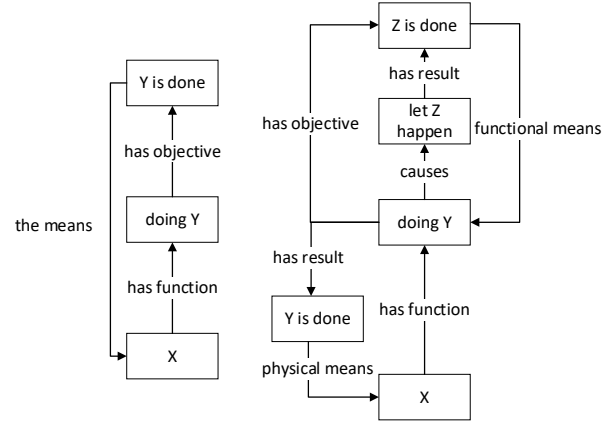 Y is done
has objective
doing Y
the means
has function
X
Z is done
has result
let Z
happen
has objective
functional means
causes
doing Y
has result
Y is done
has function
physical means
X